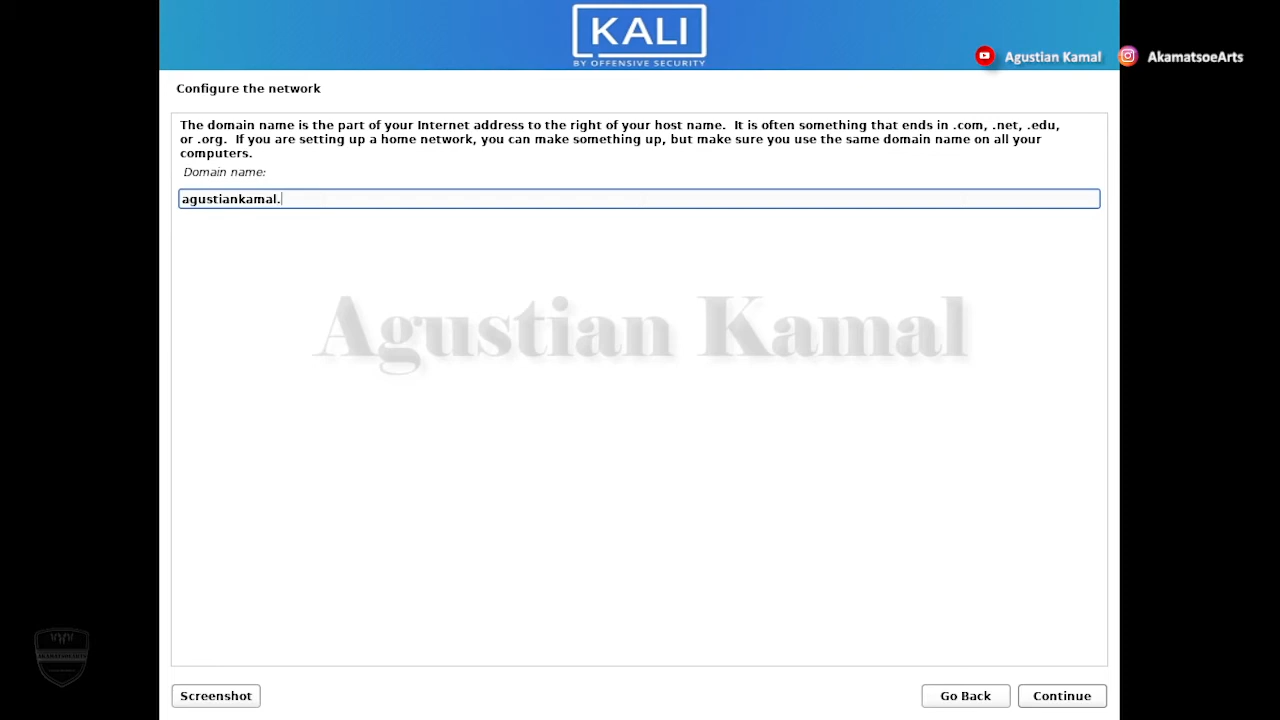 KALI
BY OFFENSIVE SECURITY
Agustian Kamal
AkamatsoeArts
Configure the network
The domain name is the part of your Internet address to the right of your host name.  It is often something that ends in .com, .net, .edu,
or .org.  If you are setting up a home network, you can make something up, but make sure you use the same domain name on all your
computers.
Domain name:
agustiankamal.
Agustian Kamal
Screenshot
Go Back
Continue